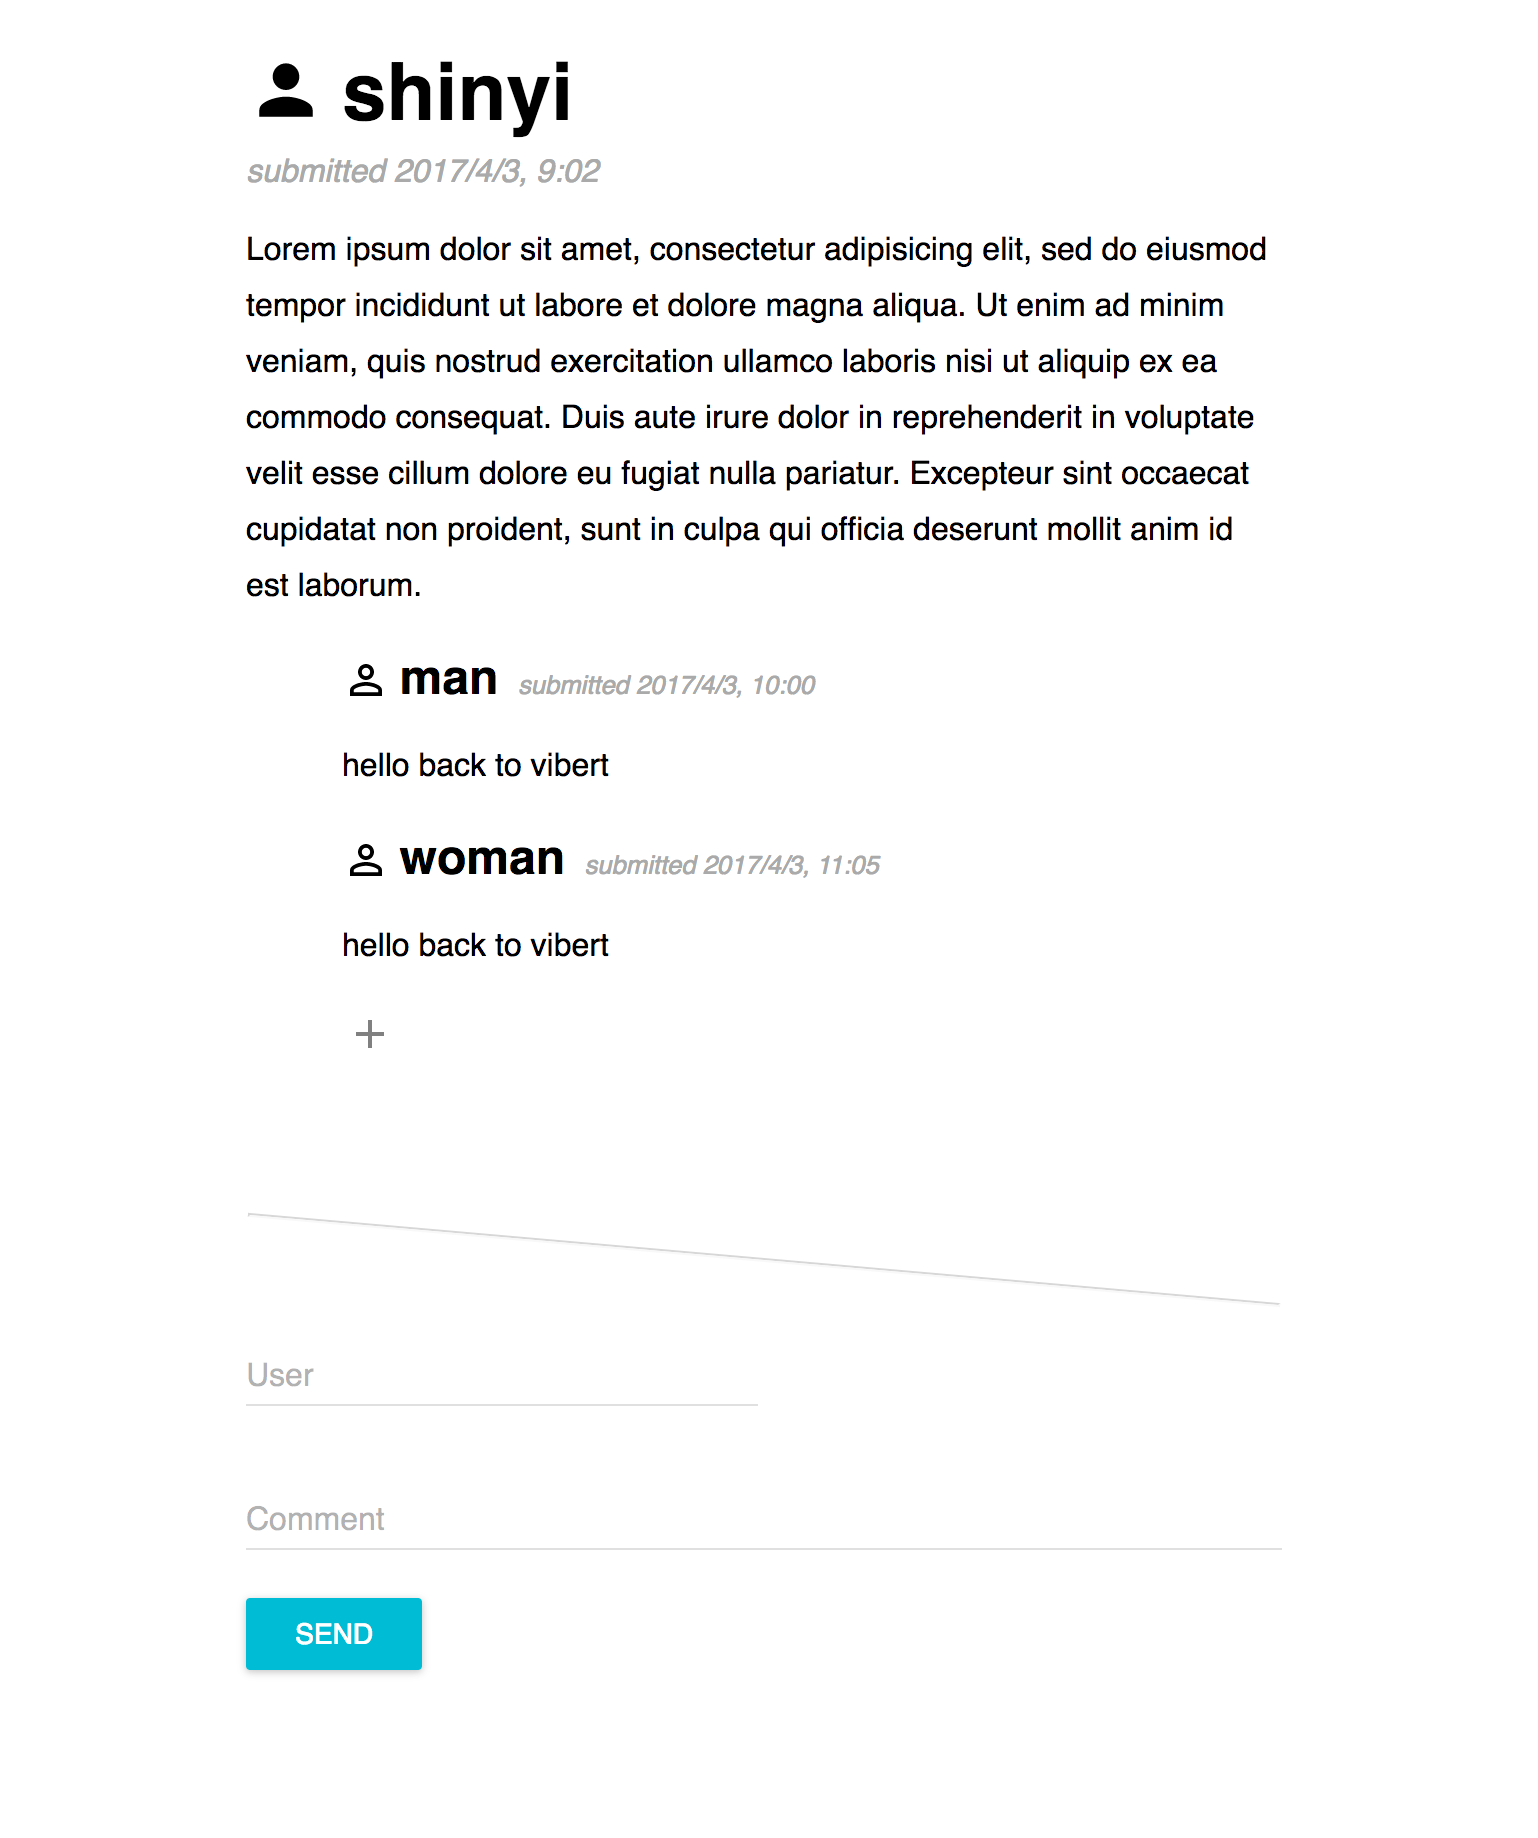 shinyi
submitted 2017/4/3, 9:02
Lorem ipsum dolor sit amet, consectetur adipisicing elit, sed do eiusmod
tempor incididunt ut labore et dolore magna aliqua. Ut enim ad minim
veniam, quis nostrud exercitation ullamco laboris nisi ut aliquip ex ea
commodo consequat. Duis aute irure dolor in reprehenderit in voluptate
velit esse cillum dolore eu fugiat nulla pariatur. Excepteur sint occaecat
cupidatat non proident, sunt in culpa qui officia deserunt mollit anim id
est laborum.
man submitted 2017/4/3, 10:00
hello back to vibert
woman submitted 2017/4/3, 11:05
hello back to vibert
User
Comment
SEND